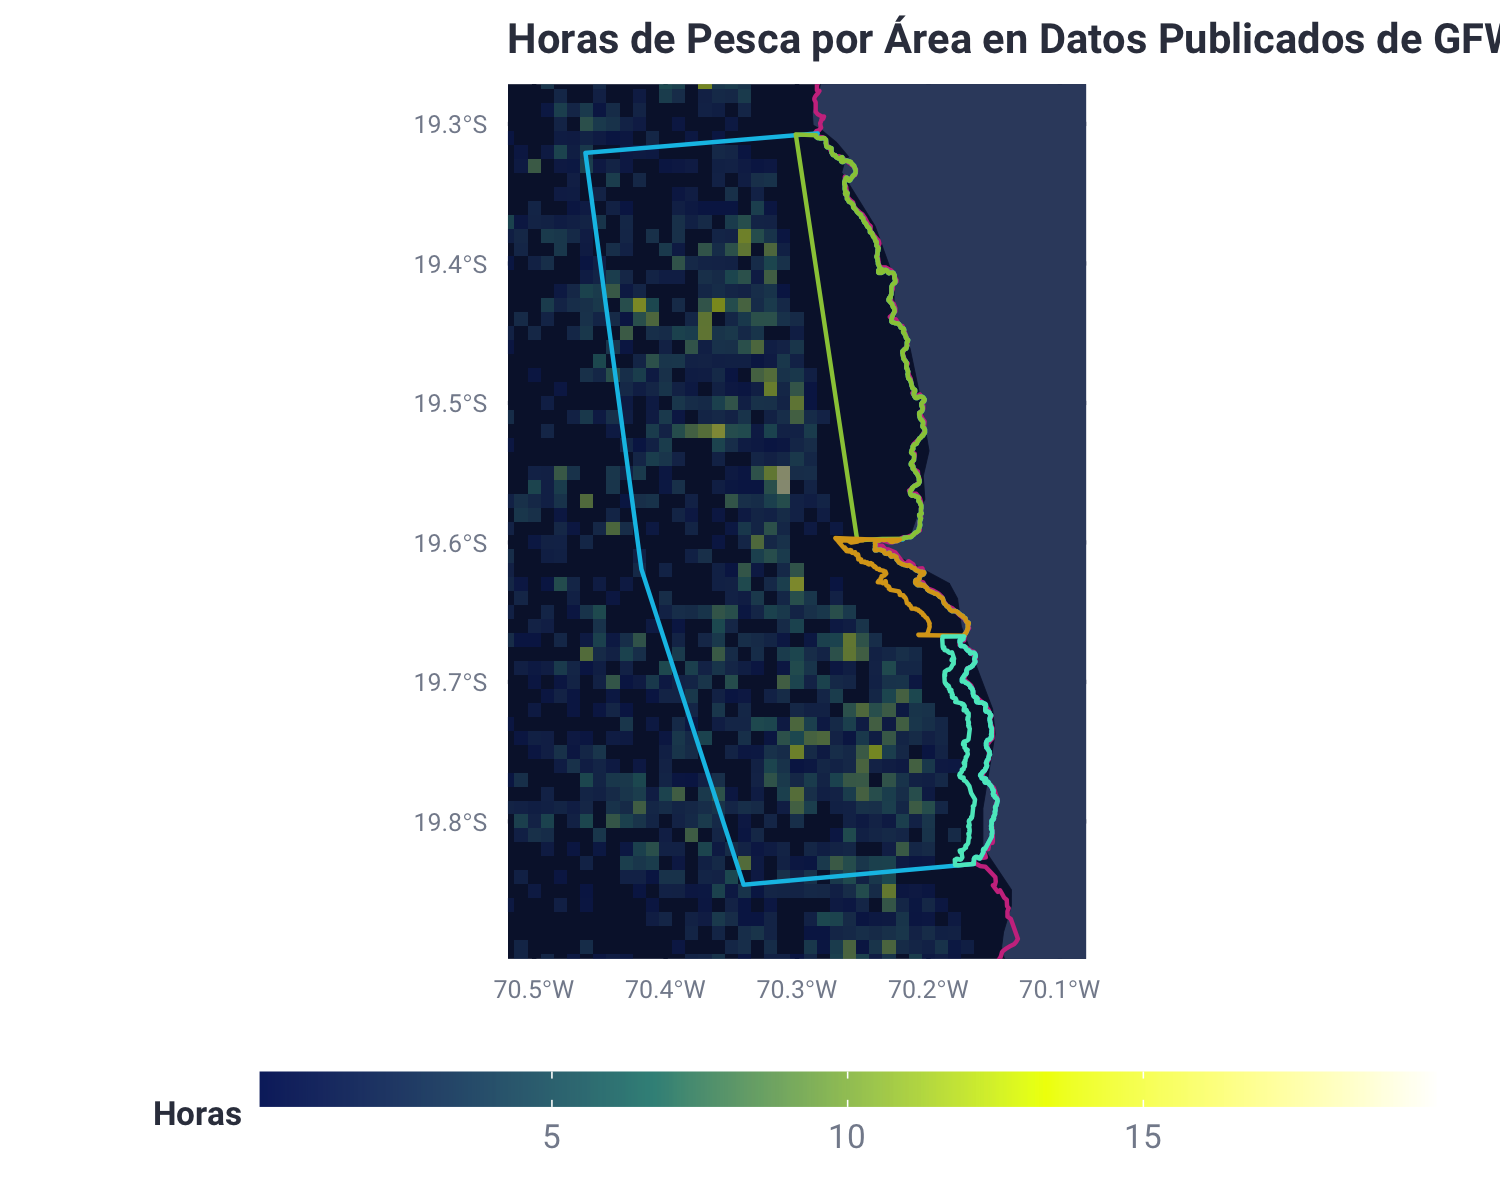 Horas de Pesca por Área en Datos Publicados de GFW
19.3°S
19.4°S
19.5°S
19.6°S
19.7°S
19.8°S
70.5°W
70.4°W
70.3°W
70.2°W
70.1°W
Horas
5
10
15